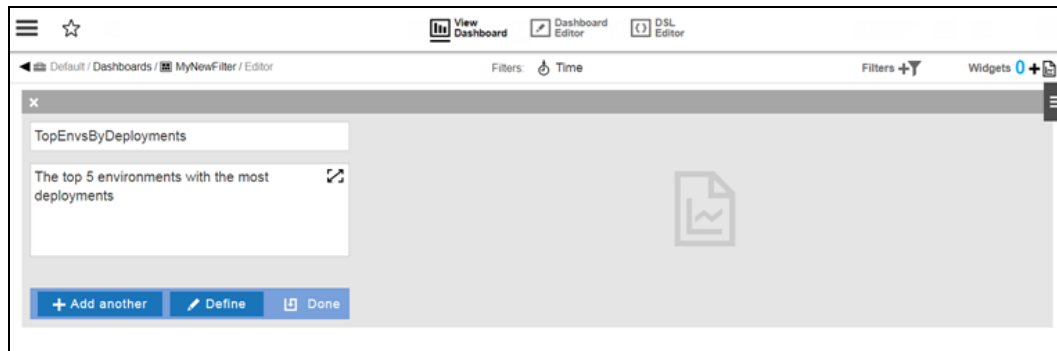 View
Dashboard
Dashboard
Editor
DSL
Editor
Default / Dashboards / MyNewFilter / Editor
Filters: Time
Filters
Widgets 0
TopEnvsByDeployments
The top 5 environments with the most
deployments
Add another
Define
Done